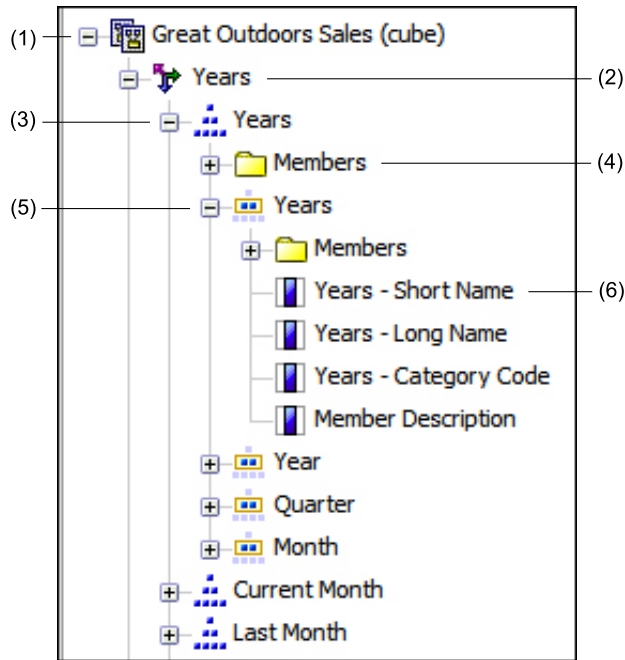 (1) Great Outdoors Sales (cube)
Years (2)
(3) Years
Members (4)
(5) Years
Members
Years - Short Name (6)
Years - Long Name
Years - Category Code
Member Description
Year
Quarter
Month
Current Month
Last Month